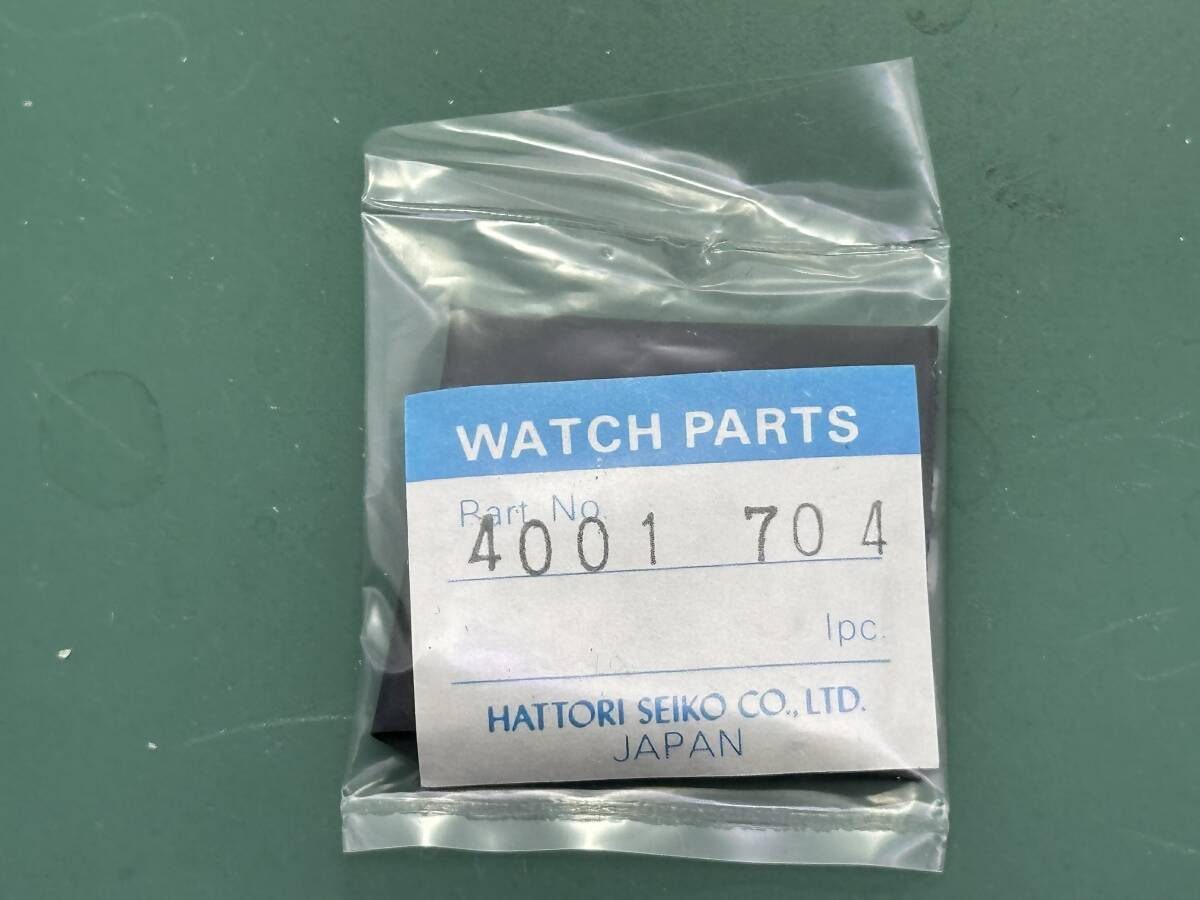 WATCH PARTS
Part No.
4001 704
1pc.
HATTORI SEIKO CO., LTD.
JAPAN